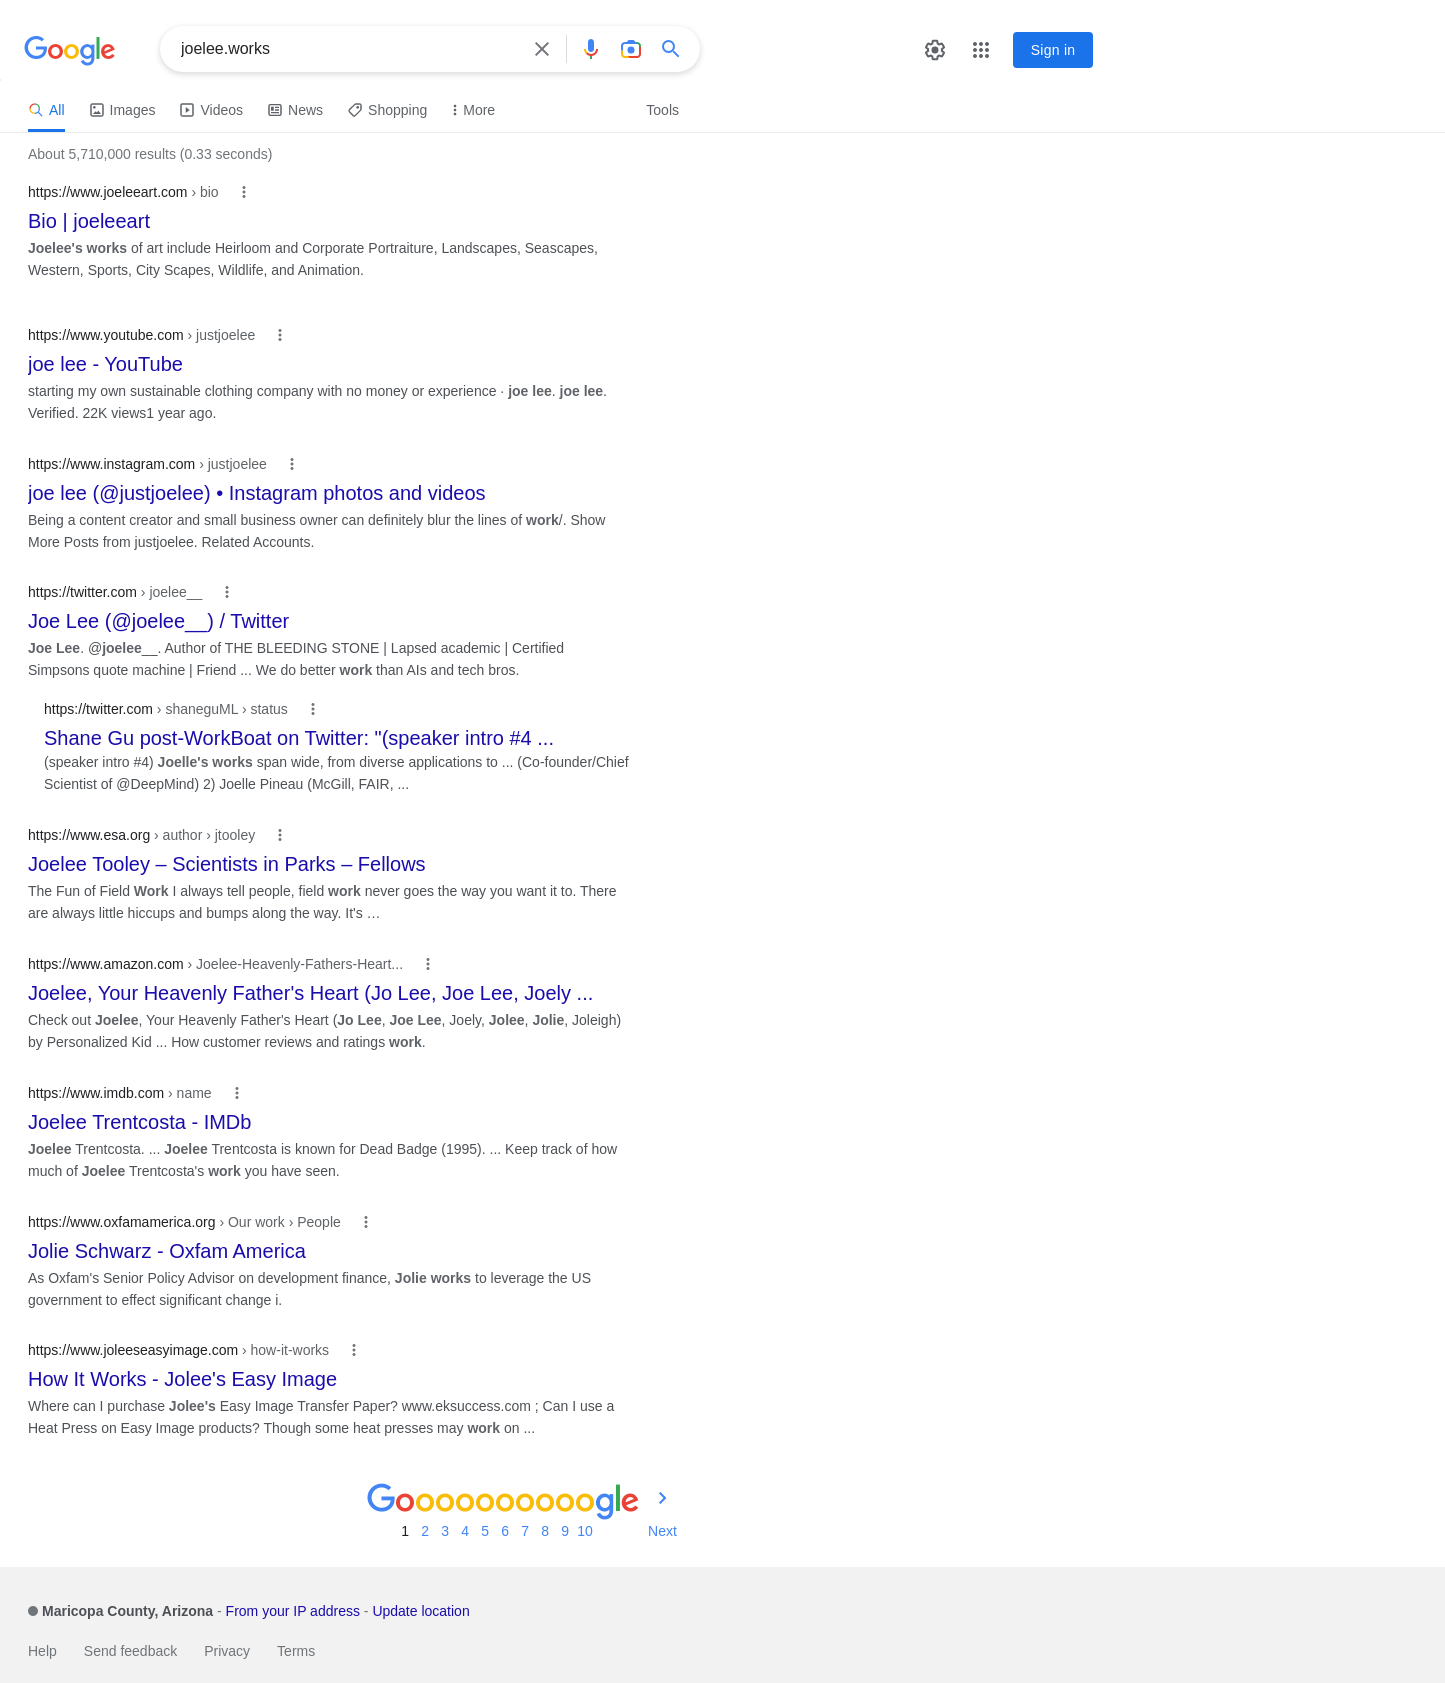 Google
joelee.works
Sign in
All Images Videos News Shopping More Tools
About 5,710,000 results (0.33 seconds)
https://www.joeleeart.com › bio
Bio | joeleeart
Joelee's works of art include Heirloom and Corporate Portraiture, Landscapes, Seascapes,
Western, Sports, City Scapes, Wildlife, and Animation.
https://www.youtube.com › justjoelee
joe lee - YouTube
starting my own sustainable clothing company with no money or experience · joe lee. joe lee.
Verified. 22K views1 year ago.
https://www.instagram.com › justjoelee
joe lee (@justjoelee) • Instagram photos and videos
Being a content creator and small business owner can definitely blur the lines of work/. Show
More Posts from justjoelee. Related Accounts.
https://twitter.com › joelee__
Joe Lee (@joelee__) / Twitter
Joe Lee. @joelee__. Author of THE BLEEDING STONE | Lapsed academic | Certified
Simpsons quote machine | Friend ... We do better work than AIs and tech bros.
https://twitter.com › shaneguML › status
Shane Gu post-WorkBoat on Twitter: "(speaker intro #4 ...
(speaker intro #4) Joelle's works span wide, from diverse applications to ... (Co-founder/Chief
Scientist of @DeepMind) 2) Joelle Pineau (McGill, FAIR, ...
https://www.esa.org › author › jtooley
Joelee Tooley – Scientists in Parks – Fellows
The Fun of Field Work I always tell people, field work never goes the way you want it to. There
are always little hiccups and bumps along the way. It's …
https://www.amazon.com › Joelee-Heavenly-Fathers-Heart...
Joelee, Your Heavenly Father's Heart (Jo Lee, Joe Lee, Joely ...
Check out Joelee, Your Heavenly Father's Heart (Jo Lee, Joe Lee, Joely, Jolee, Jolie, Joleigh)
by Personalized Kid ... How customer reviews and ratings work.
https://www.imdb.com › name
Joelee Trentcosta - IMDb
Joelee Trentcosta. ... Joelee Trentcosta is known for Dead Badge (1995). ... Keep track of how
much of Joelee Trentcosta's work you have seen.
https://www.oxfamamerica.org › Our work › People
Jolie Schwarz - Oxfam America
As Oxfam's Senior Policy Advisor on development finance, Jolie works to leverage the US
government to effect significant change i.
https://www.joleeseasyimage.com › how-it-works
How It Works - Jolee's Easy Image
Where can I purchase Jolee's Easy Image Transfer Paper? www.eksuccess.com ; Can I use a
Heat Press on Easy Image products? Though some heat presses may work on ...
Goooooooooogle
1 2 3 4 5 6 7 8 9 10 Next
Maricopa County, Arizona - From your IP address - Update location
Help Send feedback Privacy Terms